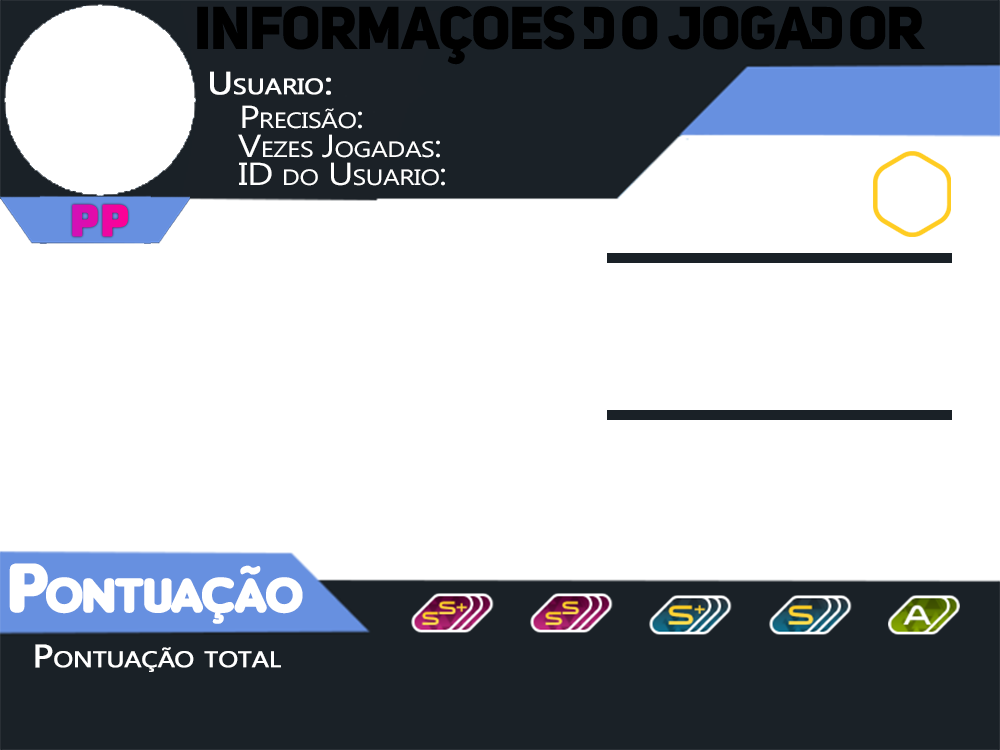 INFORMAÇOES DO JOGADOR
Usuario:
Precisão:
Vezes Jogadas:
ID do Usuario:
PP
Pontuação
SS+ SS S+ S A
Pontuação total